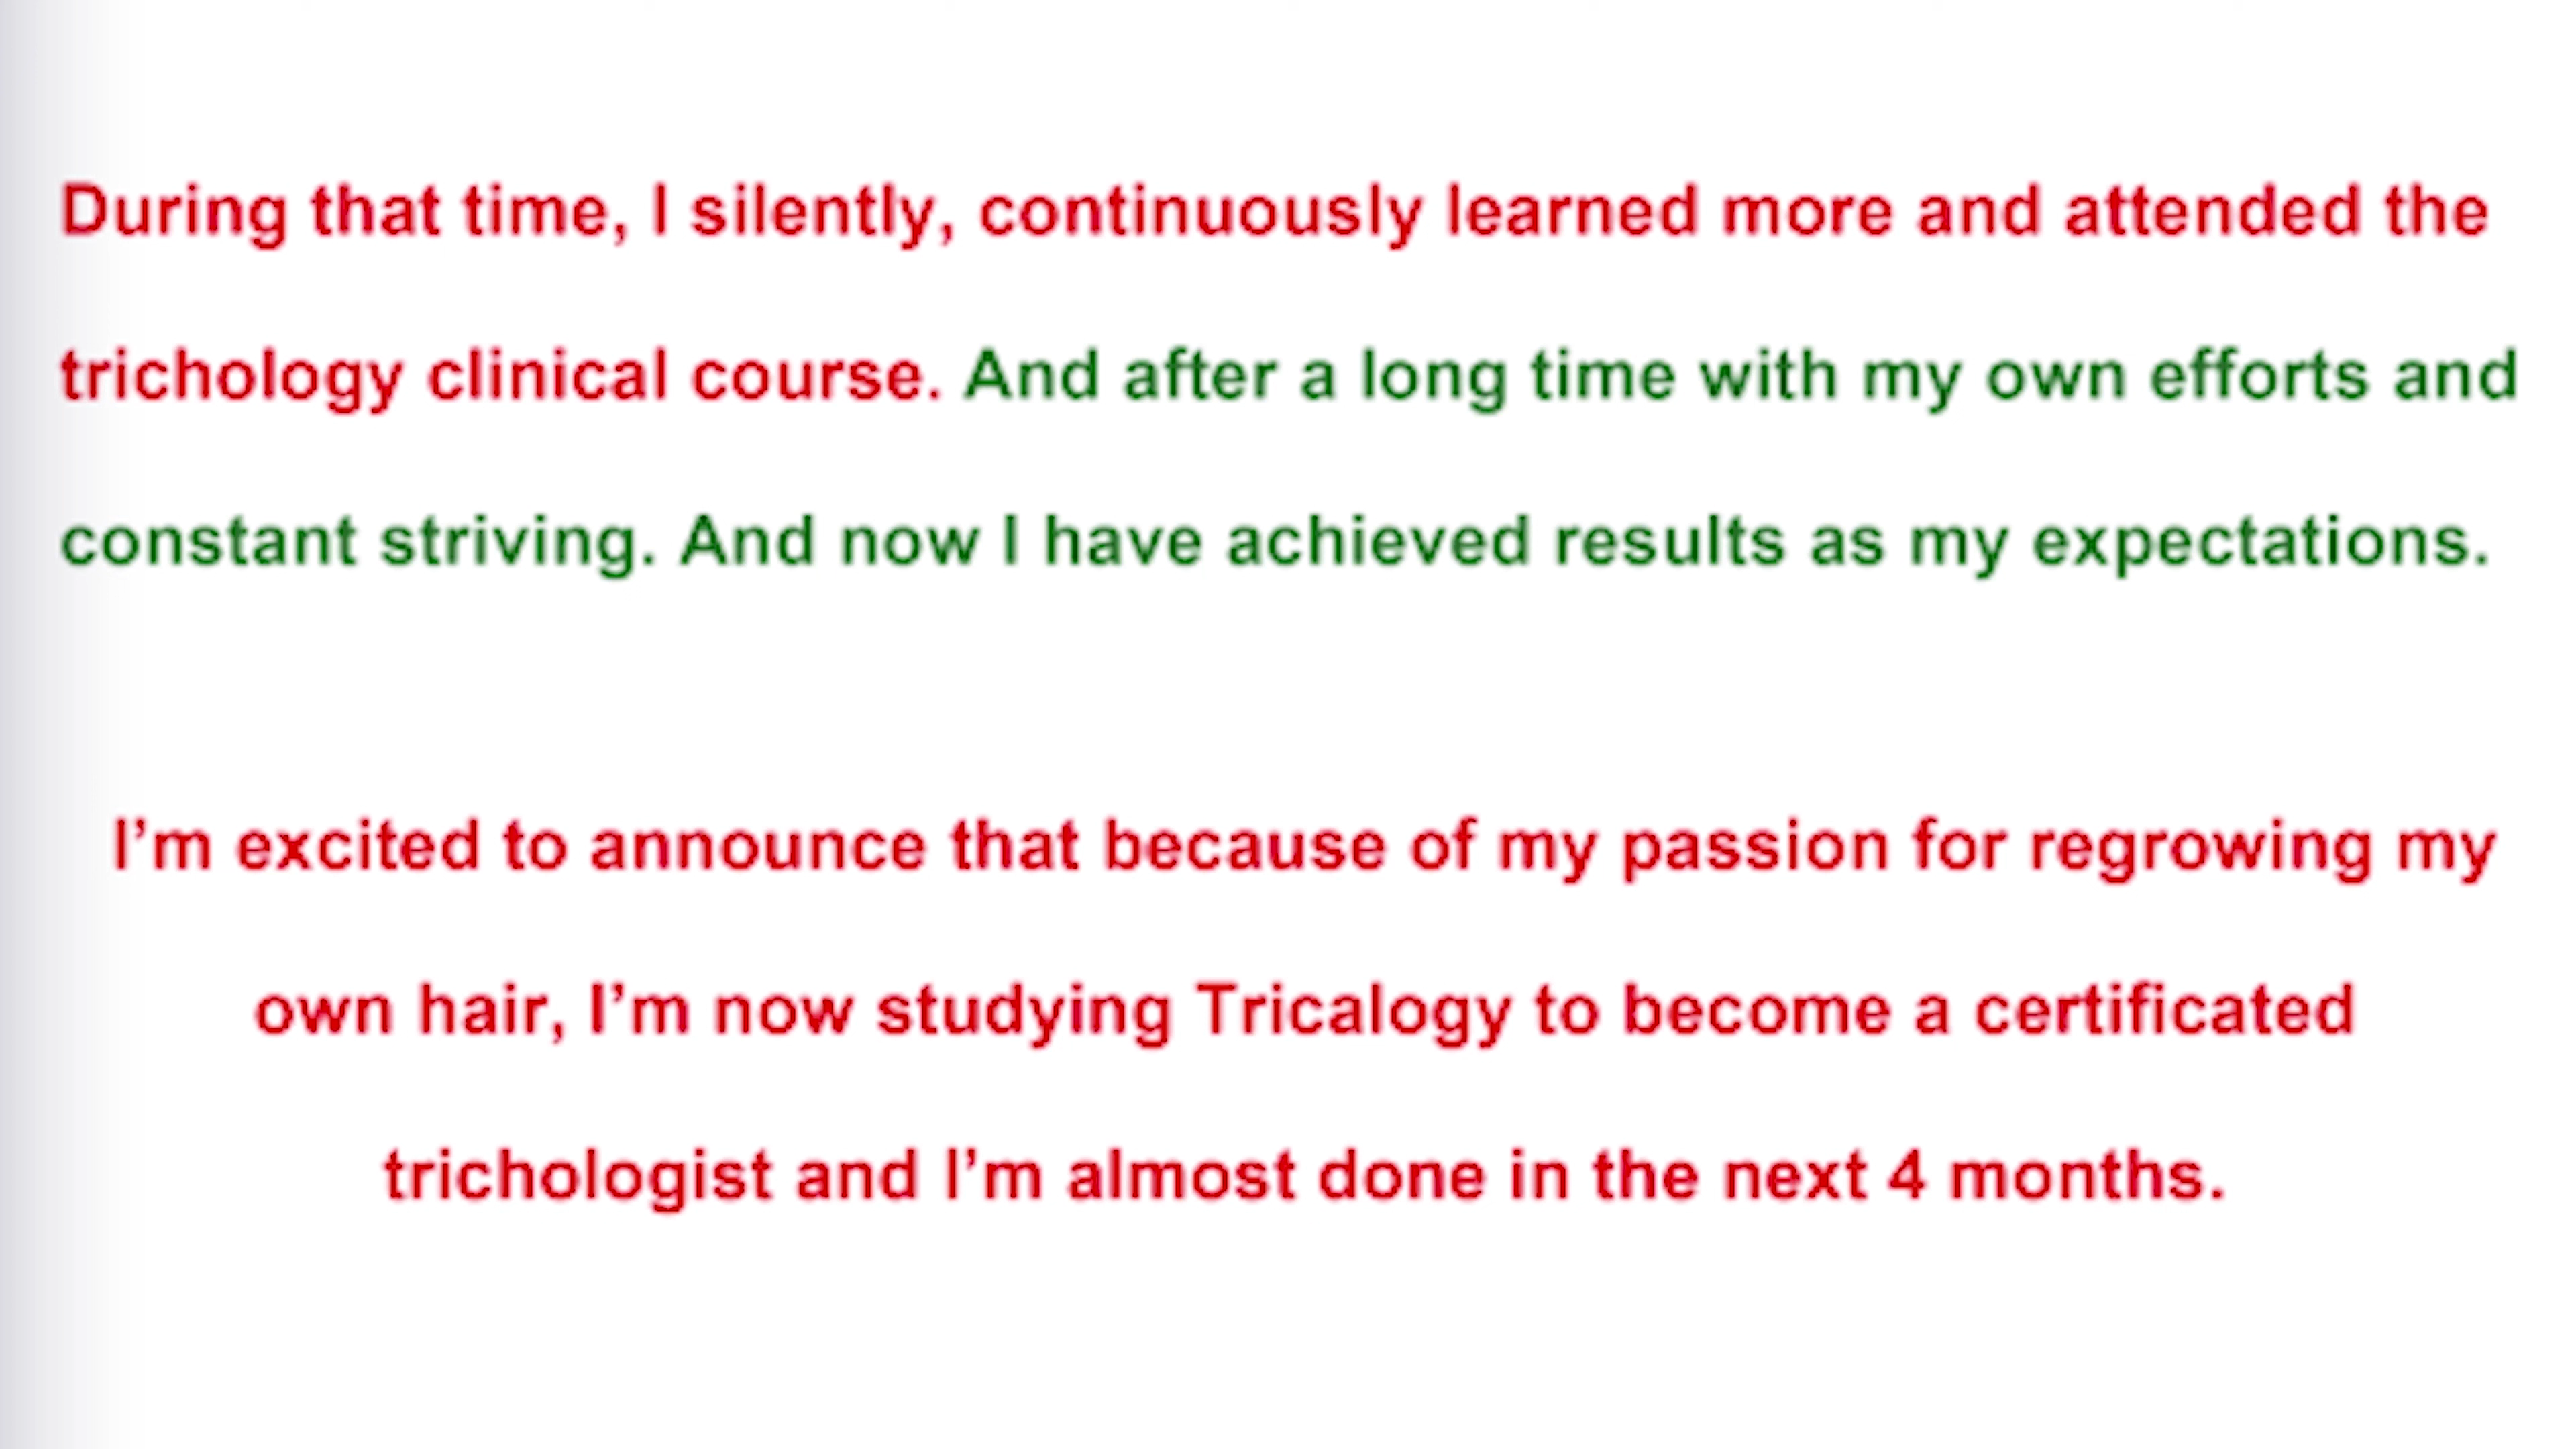 During that time, I silently, continuously learned more and attended the
trichology clinical course. And after a long time with my own efforts and
constant striving. And now I have achieved results as my expectations.
I’m excited to announce that because of my passion for regrowing my
own hair, I’m now studying Tricalogy to become a certificated
trichologist and I’m almost done in the next 4 months.